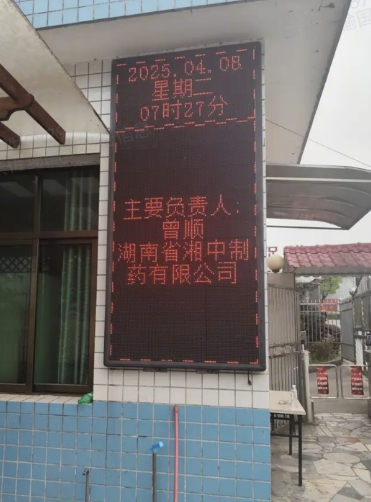 2025.04.08
星期二
07时27分
主要负责人:
曾顺
湖南省湘中制
药有限公司